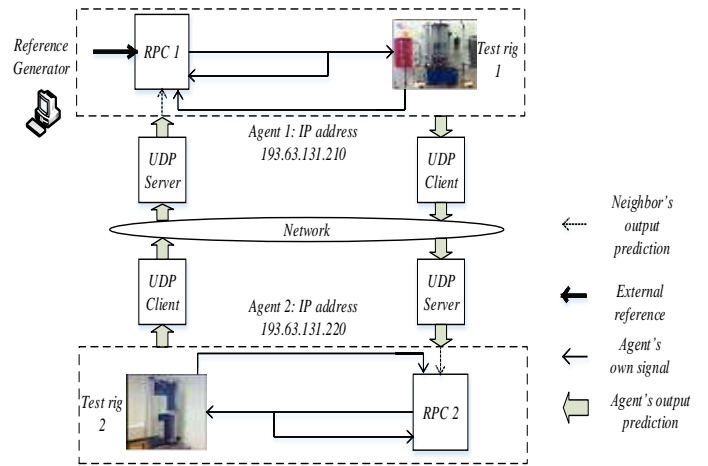 Reference
Generator
RPC 1
Test rig
1
Agent 1: IP address
193.63.131.210
UDP
Server
UDP
Client
Network
UDP
Client
Agent 2: IP address
193.63.131.220
UDP
Server
Test rig
2
RPC 2
Neighbor's
output
prediction
External
reference
Agent's
own signal
Agent's output
prediction